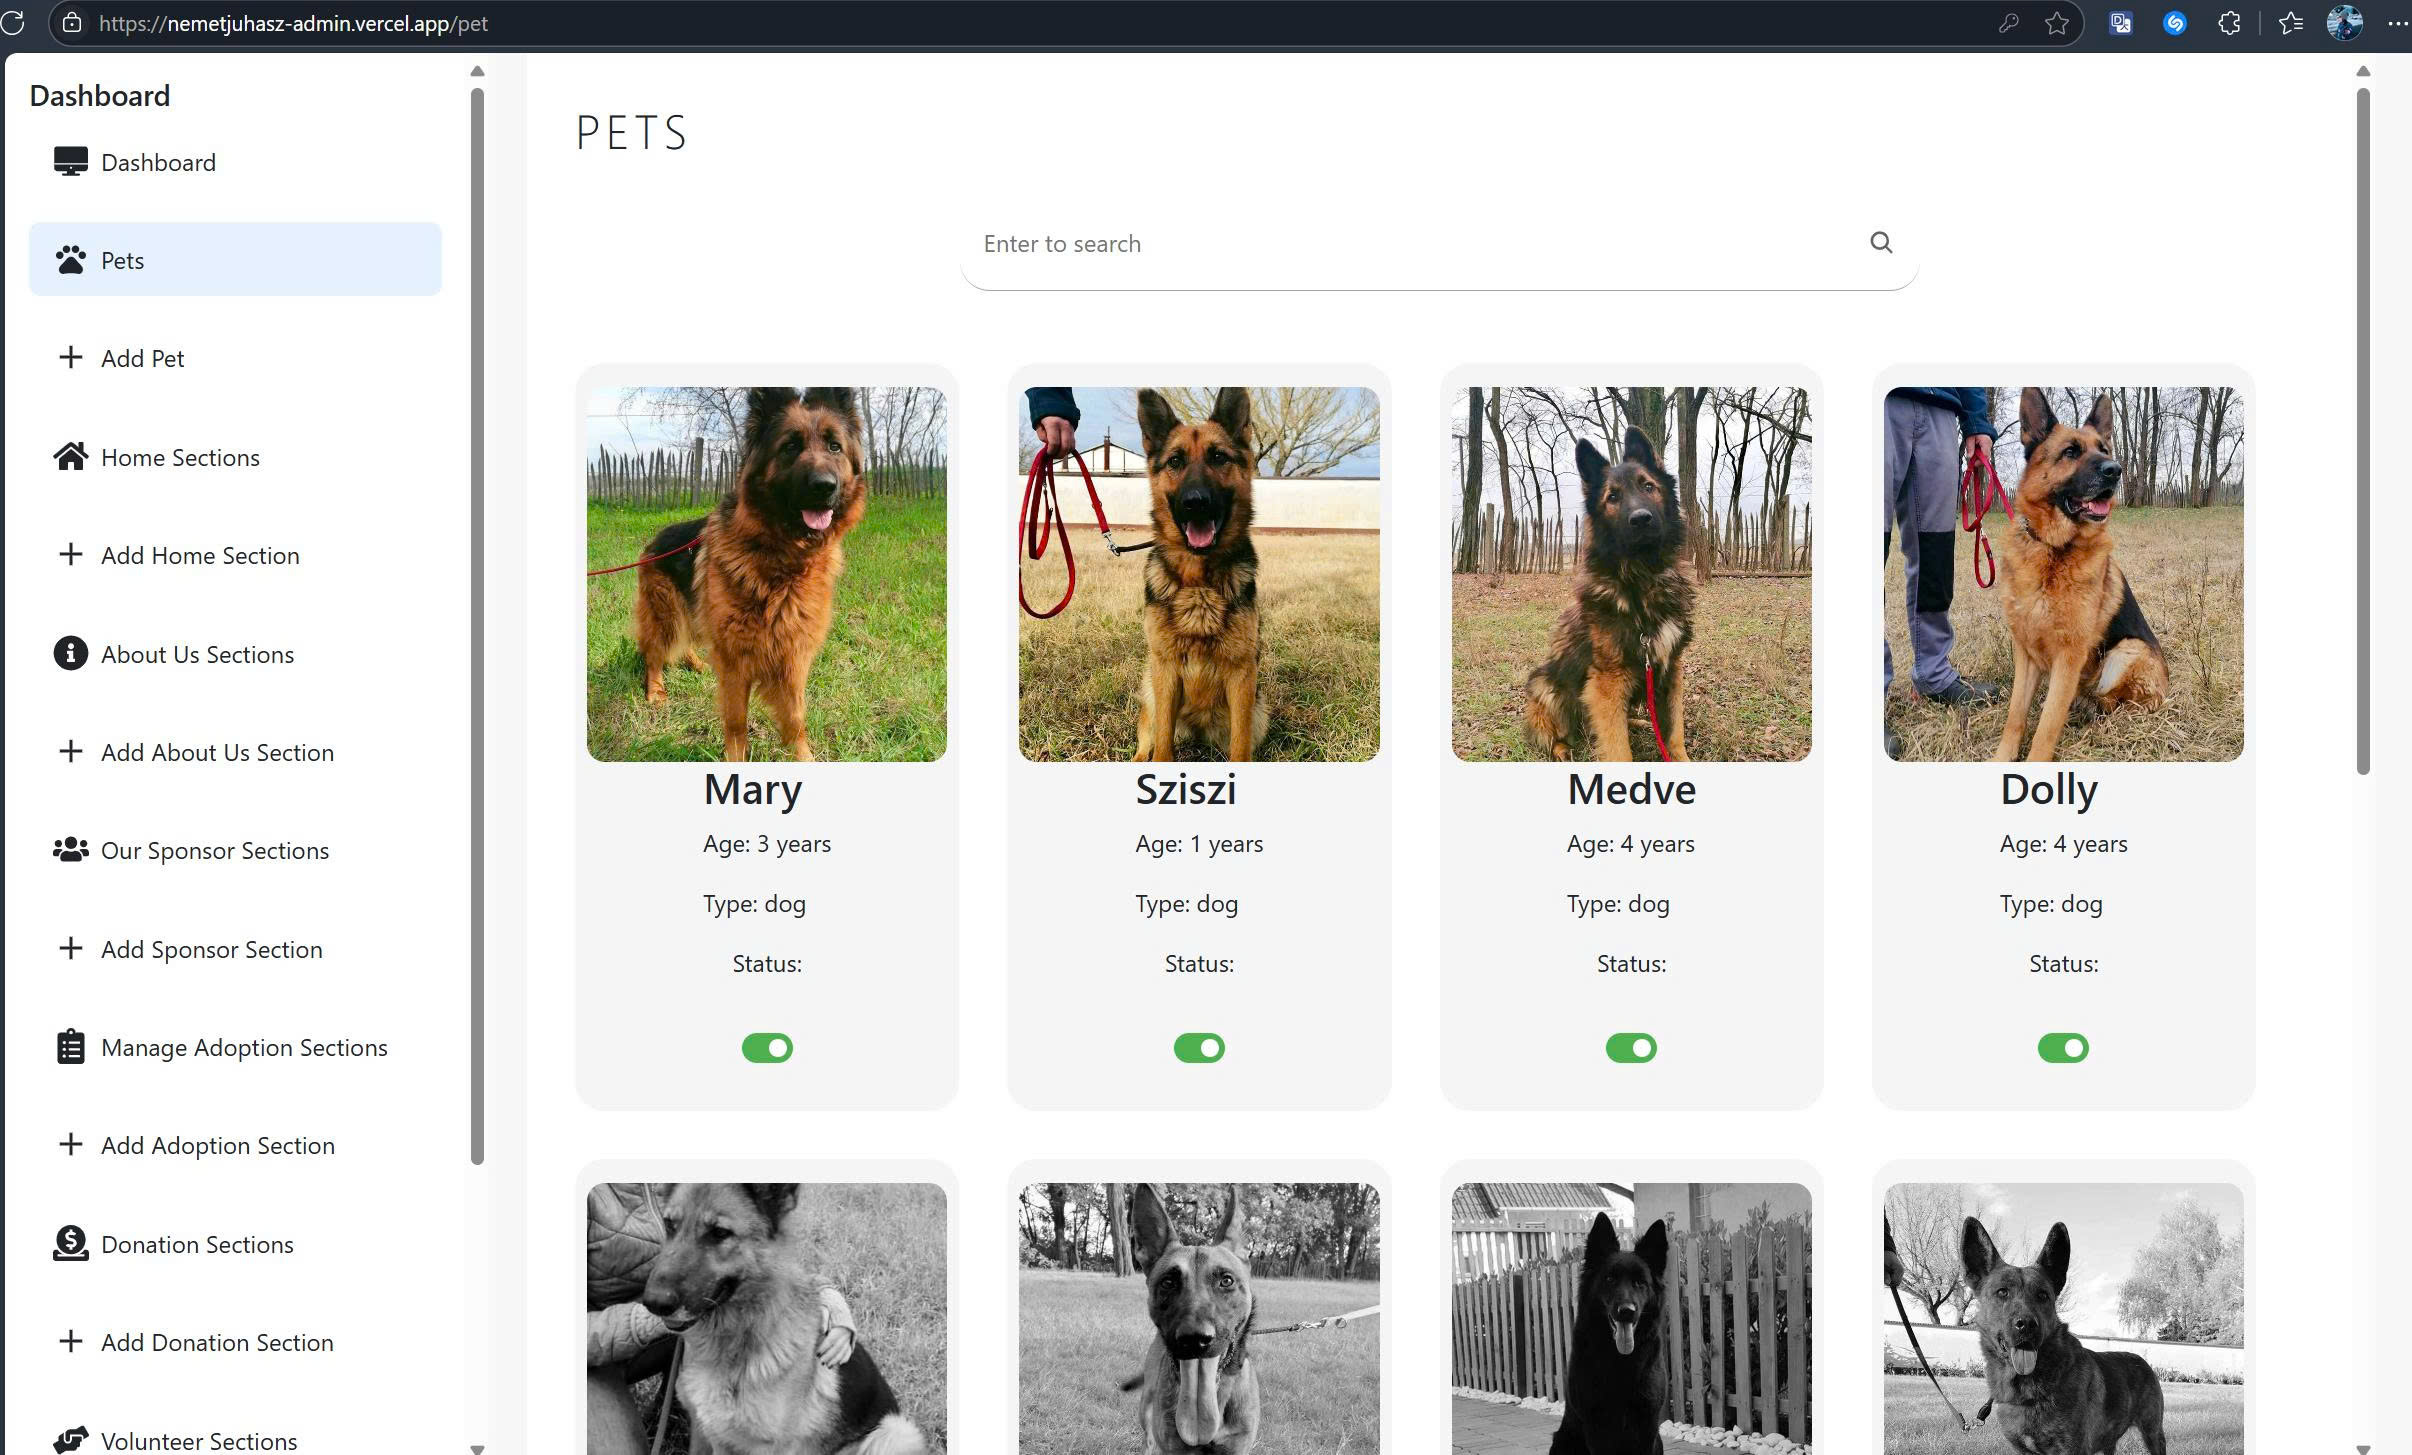 https://nemetjuhasz-admin.vercel.app/pet
Dashboard
Dashboard
Pets
Add Pet
Home Sections
Add Home Section
About Us Sections
Add About Us Section
Our Sponsor Sections
Add Sponsor Section
Manage Adoption Sections
Add Adoption Section
Donation Sections
Add Donation Section
Volunteer Sections
PETS
Enter to search
Mary
Age: 3 years
Type: dog
Status:
Sziszi
Age: 1 years
Type: dog
Status:
Medve
Age: 4 years
Type: dog
Status:
Dolly
Age: 4 years
Type: dog
Status: